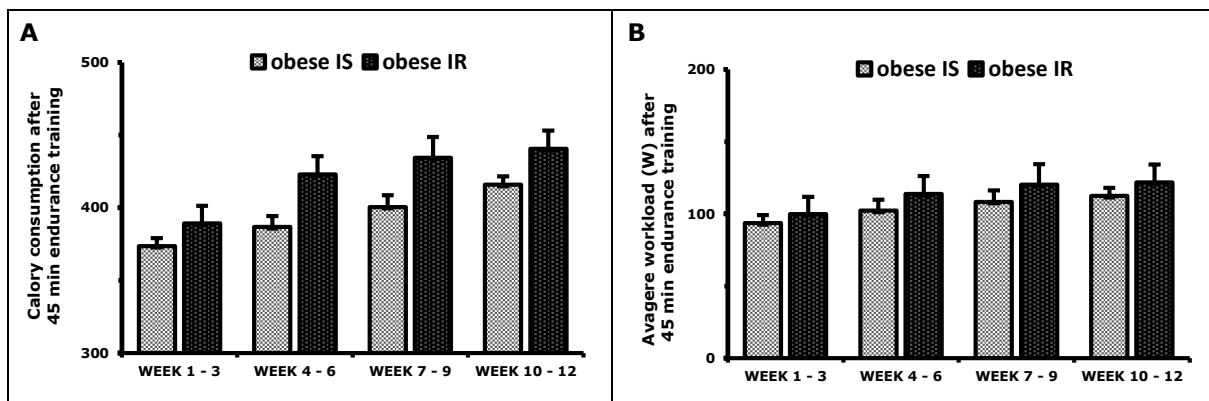 A
obese IS obese IR
500
400
300
Calory consumption after
45 min endurance training
WEEK 1 - 3 WEEK 4 - 6 WEEK 7 - 9 WEEK 10 - 12
B
obese IS obese IR
200
100
0
Avagere workload (W) after
45 min endurance training
WEEK 1 - 3 WEEK 4 - 6 WEEK 7 - 9 WEEK 10 - 12